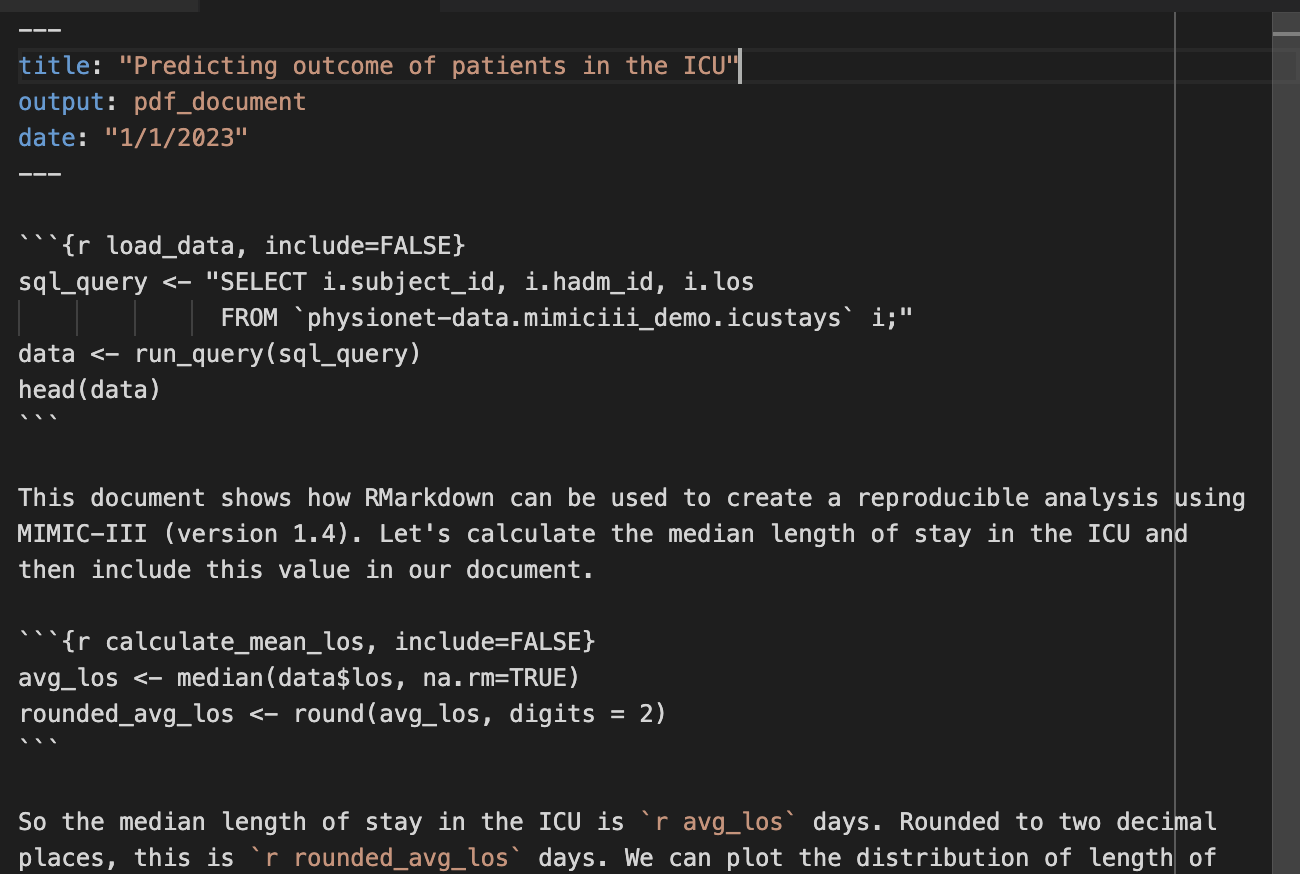 ---
title: "Predicting outcome of patients in the ICU"
output: pdf_document
date: "1/1/2023"
---
```{r load_data, include=FALSE}
sql_query <- "SELECT i.subject_id, i.hadm_id, i.los
              FROM `physionet-data.mimiciii_demo.icustays` i;"
data <- run_query(sql_query)
head(data)
```
This document shows how RMarkdown can be used to create a reproducible analysis using
MIMIC-III (version 1.4). Let's calculate the median length of stay in the ICU and
then include this value in our document.
```{r calculate_mean_los, include=FALSE}
avg_los <- median(data$los, na.rm=TRUE)
rounded_avg_los <- round(avg_los, digits = 2)
```
So the median length of stay in the ICU is `r avg_los` days. Rounded to two decimal
places, this is `r rounded_avg_los` days. We can plot the distribution of length of